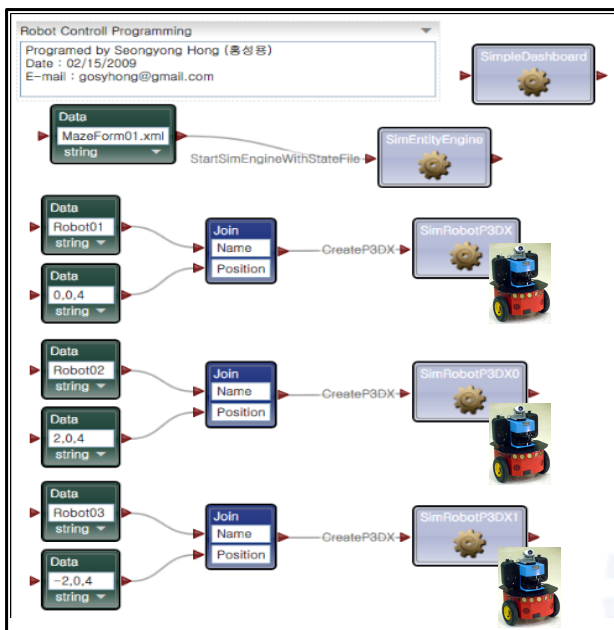 Robot Controll Programming
Programed by Seongyong Hong (홍성용)
Date : 02/15/2009
E-mail : gosyhong@gmail.com
SimpleDashboard
Data
MazeForm01.xml
string
StartSimEngineWithStateFile
SimEntityEngine
Data
Robot01
string
Data
0,0,4
string
Join
Name
Position
CreateP3DX
SimRobotP3DX
Data
Robot02
string
Data
2,0,4
string
Join
Name
Position
CreateP3DX
SimRobotP3DX0
Data
Robot03
string
Data
-2,0,4
string
Join
Name
Position
CreateP3DX
SimRobotP3DX1